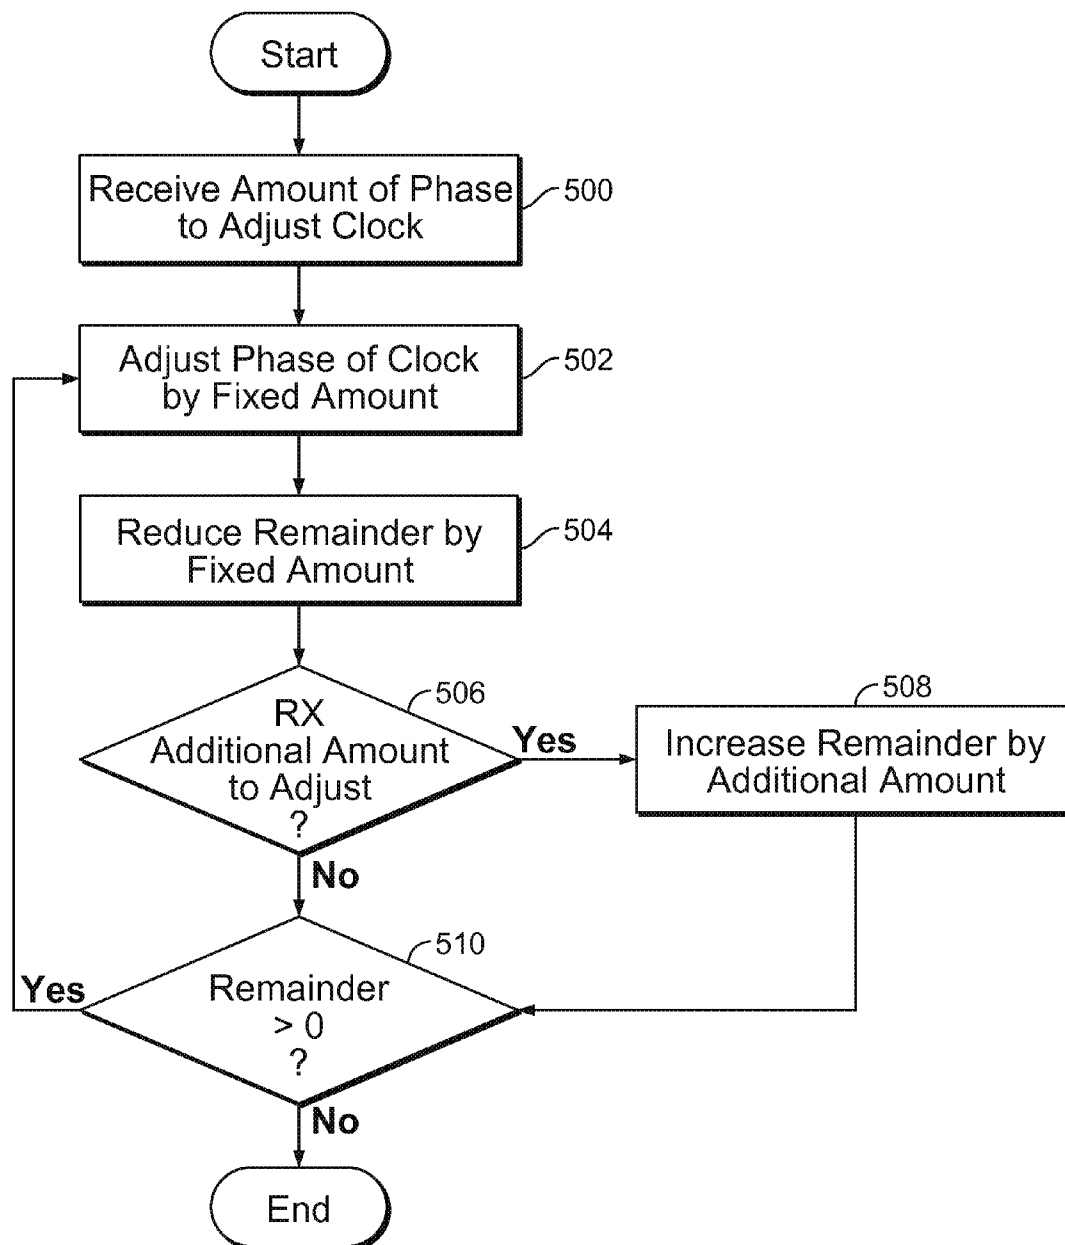 Start
Receive Amount of Phase
to Adjust Clock
500
Adjust Phase of Clock
by Fixed Amount
502
Reduce Remainder by
Fixed Amount
504
RX
Additional Amount
to Adjust
?
506
Yes
508
Increase Remainder by
Additional Amount
No
510
Remainder
> 0
?
Yes
No
End